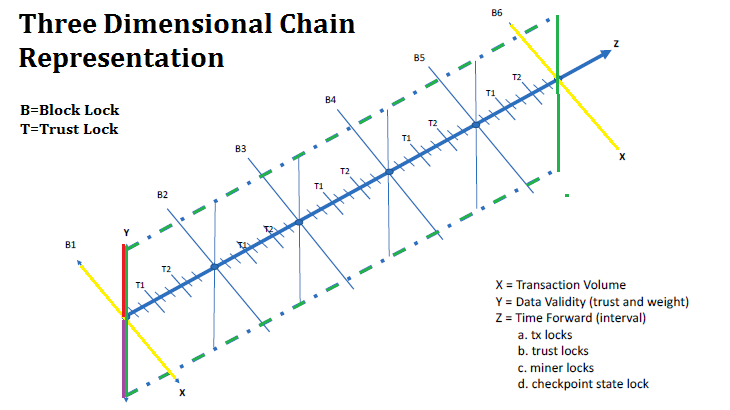 Three Dimensional Chain
Representation
B=Block Lock
T=Trust Lock
B6
Z
B5
T2
T1
B4
T2
X
T1
B3
T2
T1
B2
T2
T1
Y
B1
T2
T1
X
X = Transaction Volume
Y = Data Validity (trust and weight)
Z = Time Forward (interval)
a. tx locks
b. trust locks
c. miner locks
d. checkpoint state lock